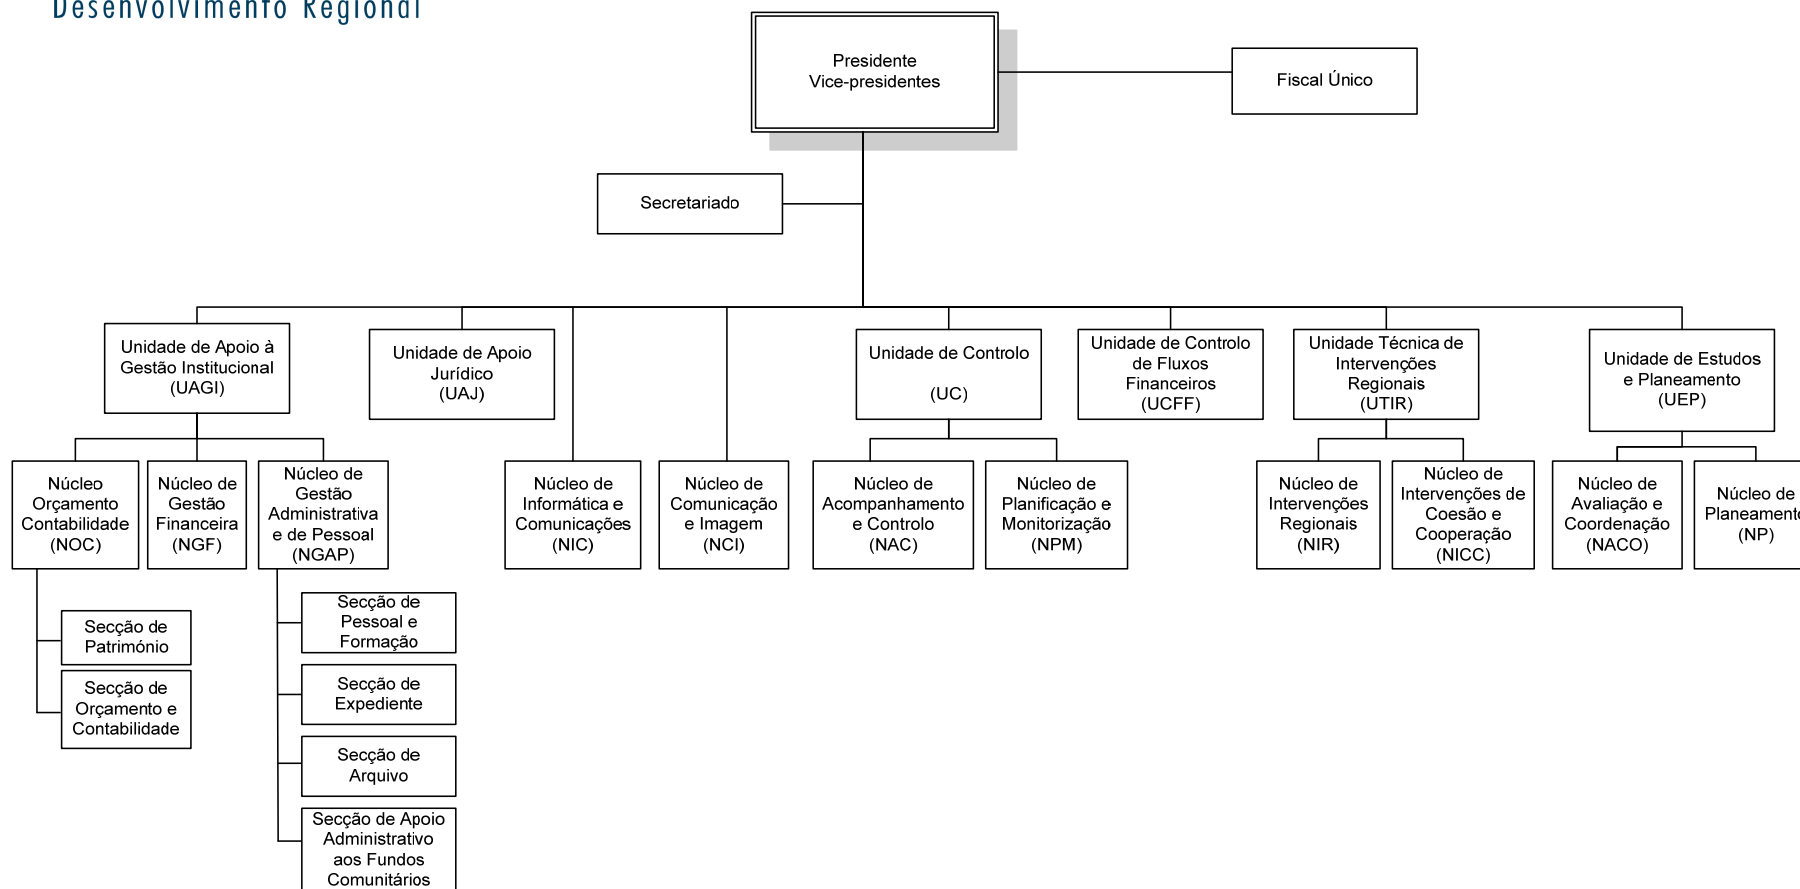 Desenvolvimento Regional
Presidente
Vice-presidentes
Fiscal Único
Secretariado
Unidade de Apoio à
Gestão Institucional
(UAGI)
Unidade de Apoio
Jurídico
(UAJ)
Unidade de Controlo
(UC)
Unidade de Controlo
de Fluxos
Financeiros
(UCFF)
Unidade Técnica de
Intervenções
Regionais
(UTIR)
Unidade de Estudos
e Planeamento
(UEP)
Núcleo
Orçamento
Contabilidade
(NOC)
Núcleo de
Gestão
Financeira
(NGF)
Núcleo de
Gestão
Administrativa
e de Pessoal
(NGAP)
Núcleo de
Informática e
Comunicações
(NIC)
Núcleo de
Comunicação
e Imagem
(NCI)
Núcleo de
Acompanhamento
e Controlo
(NAC)
Núcleo de
Planificação e
Monitorização
(NPM)
Núcleo de
Intervenções
Regionais
(NIR)
Núcleo de
Intervenções de
Coesão e
Cooperação
(NICC)
Núcleo de
Avaliação e
Coordenação
(NACO)
Núcleo de
Planeamento
(NP)
Secção de
Património
Secção de
Orçamento e
Contabilidade
Secção de
Pessoal e
Formação
Secção de
Expediente
Secção de
Arquivo
Secção de Apoio
Administrativo
aos Fundos
Comunitários